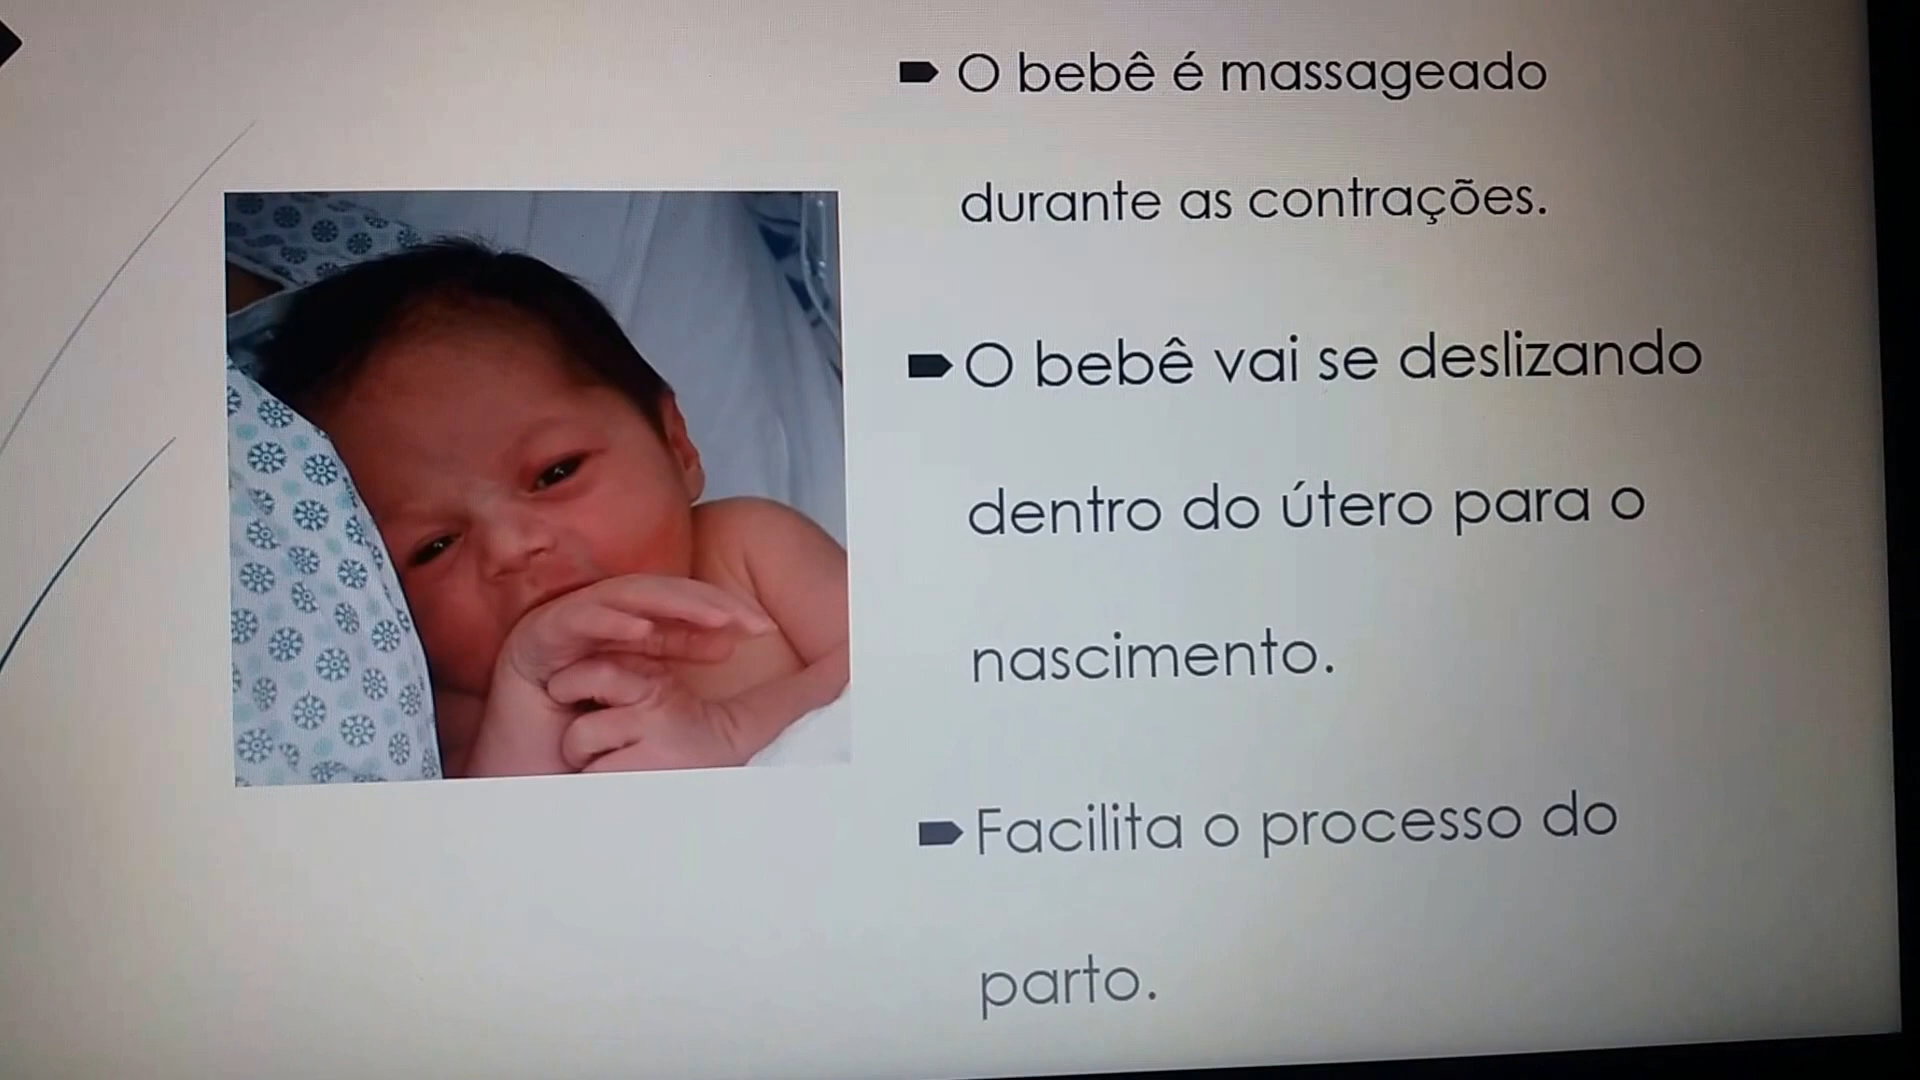 O bebê é massageado
durante as contrações.
O bebê vai se deslizando
dentro do útero para o
nascimento.
Facilita o processo do
parto.